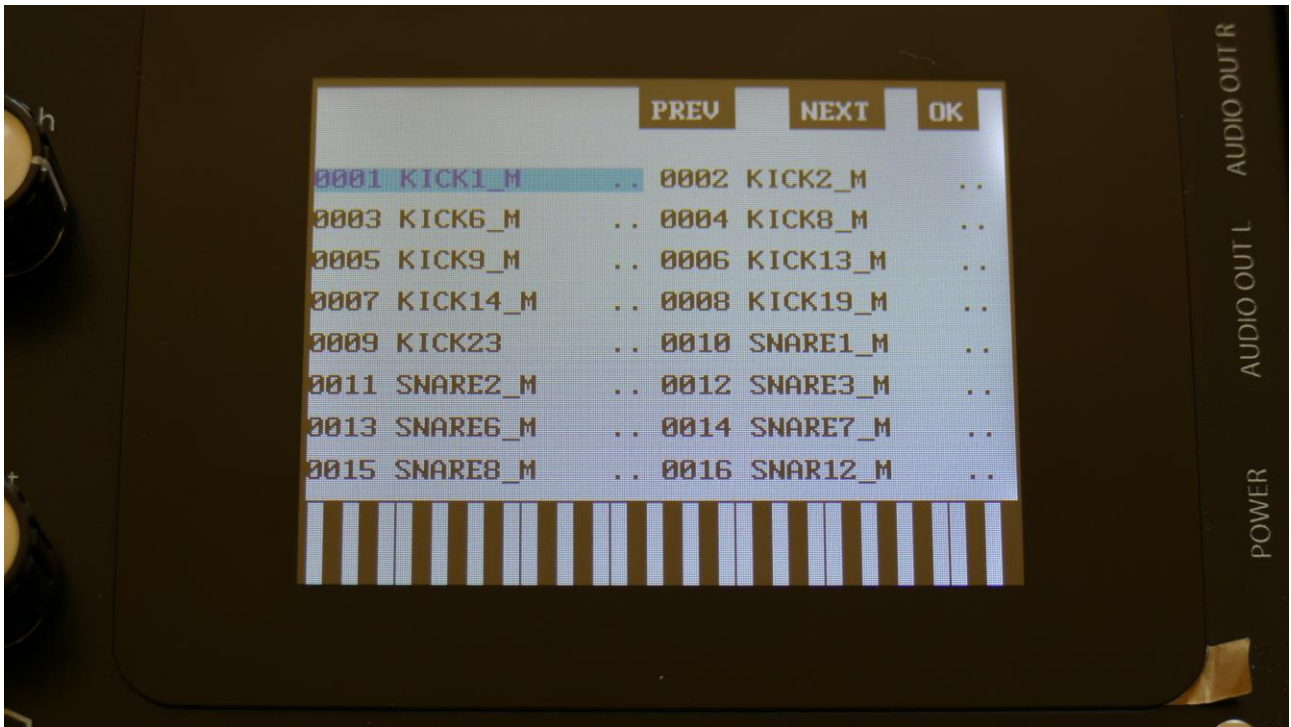 PREV NEXT OK
0001 KICK1_M .. 0002 KICK2_M ..
0003 KICK6_M .. 0004 KICK8_M ..
0005 KICK9_M .. 0006 KICK13_M ..
0007 KICK14_M .. 0008 KICK19_M ..
0009 KICK23 .. 0010 SNARE1_M ..
0011 SNARE2_M .. 0012 SNARE3_M ..
0013 SNARE6_M .. 0014 SNARE7_M ..
0015 SNARE8_M .. 0016 SNAR12_M ..
AUDIO OUT R
AUDIO OUT L
POWER